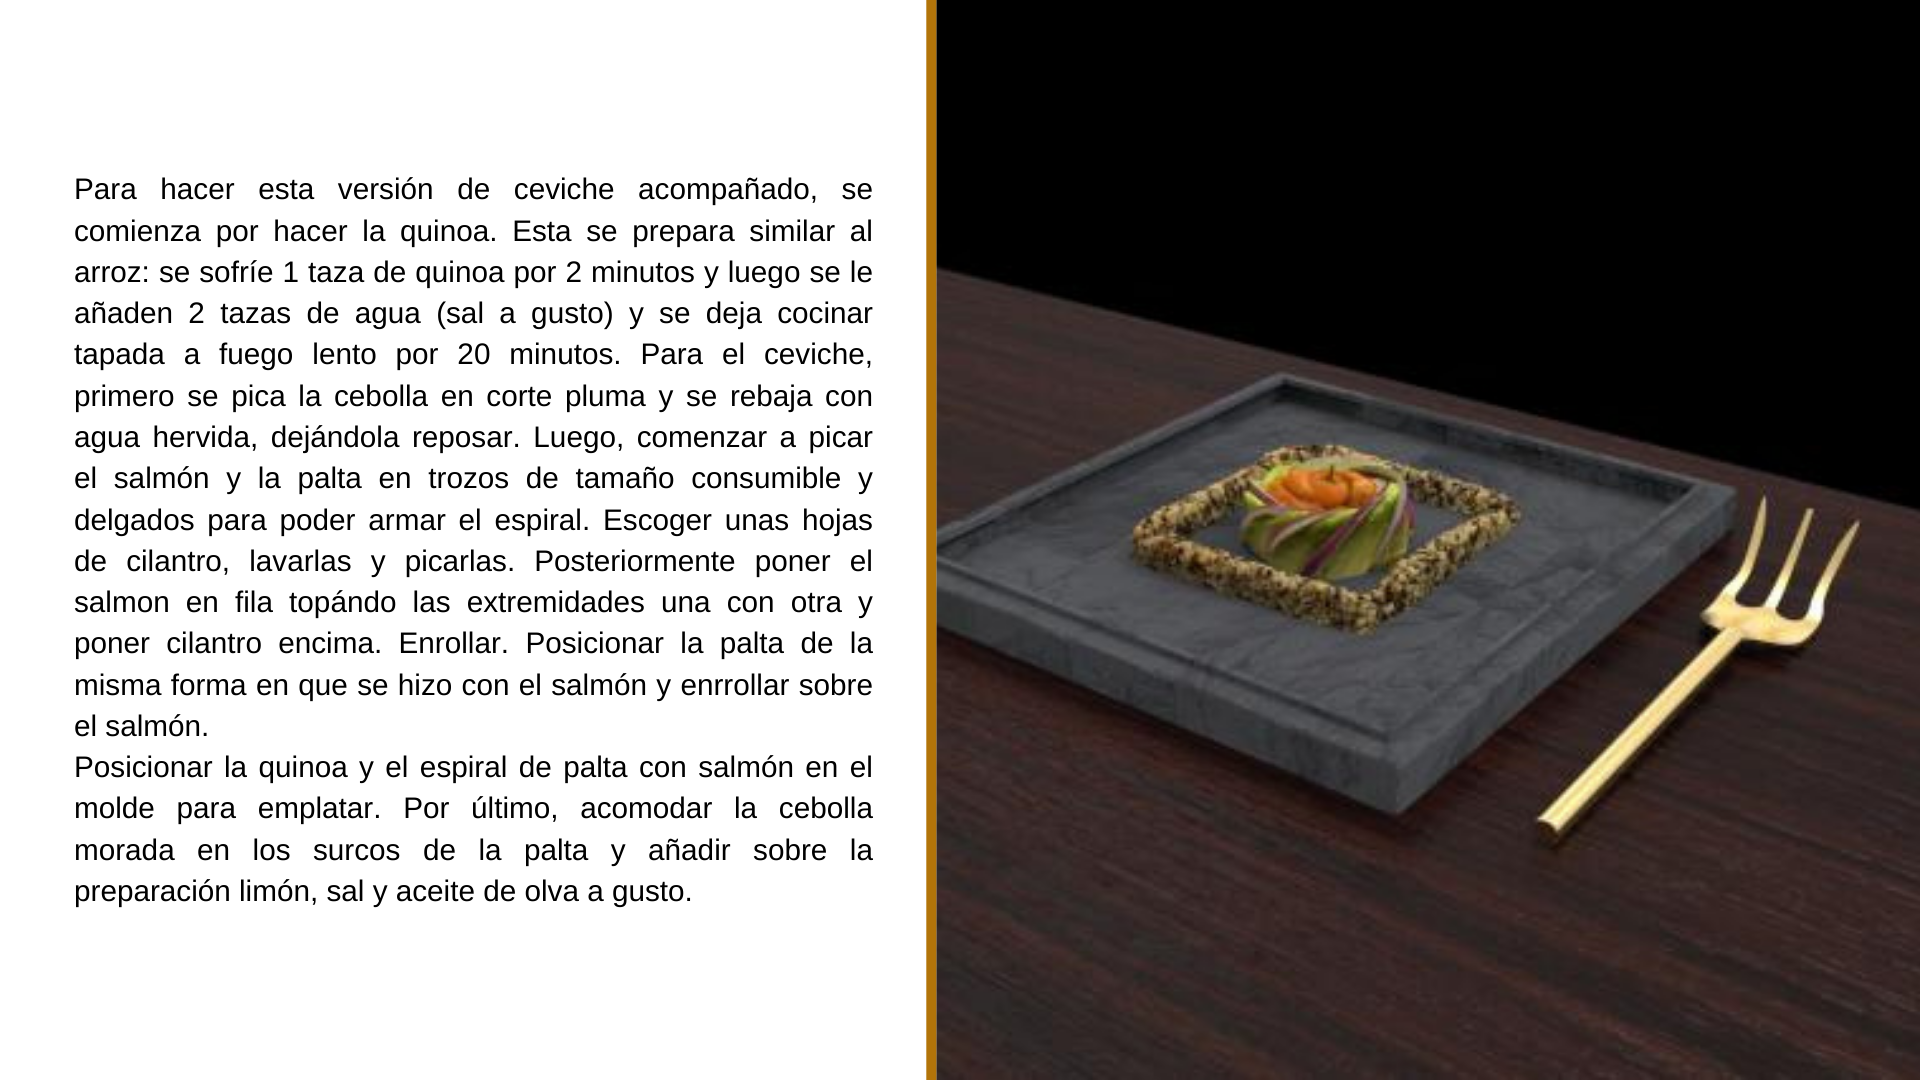 Para hacer esta versión de ceviche acompañado, se
comienza por hacer la quinoa. Esta se prepara similar al
arroz: se sofríe 1 taza de quinoa por 2 minutos y luego se le
añaden 2 tazas de agua (sal a gusto) y se deja cocinar
tapada a fuego lento por 20 minutos. Para el ceviche,
primero se pica la cebolla en corte pluma y se rebaja con
agua hervida, dejándola reposar. Luego, comenzar a picar
el salmón y la palta en trozos de tamaño consumible y
delgados para poder armar el espiral. Escoger unas hojas
de cilantro, lavarlas y picarlas. Posteriormente poner el
salmon en fila topándo las extremidades una con otra y
poner cilantro encima. Enrollar. Posicionar la palta de la
misma forma en que se hizo con el salmón y enrrollar sobre
el salmón.
Posicionar la quinoa y el espiral de palta con salmón en el
molde para emplatar. Por último, acomodar la cebolla
morada en los surcos de la palta y añadir sobre la
preparación limón, sal y aceite de olva a gusto.